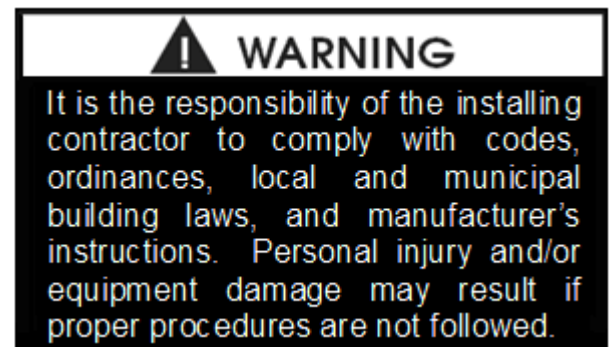 WARNING
It is the responsibility of the installing
contractor to comply with codes,
ordinances, local and municipal
building laws, and manufacturer's
instructions. Personal injury and/or
equipment damage may result if
proper procedures are not followed.